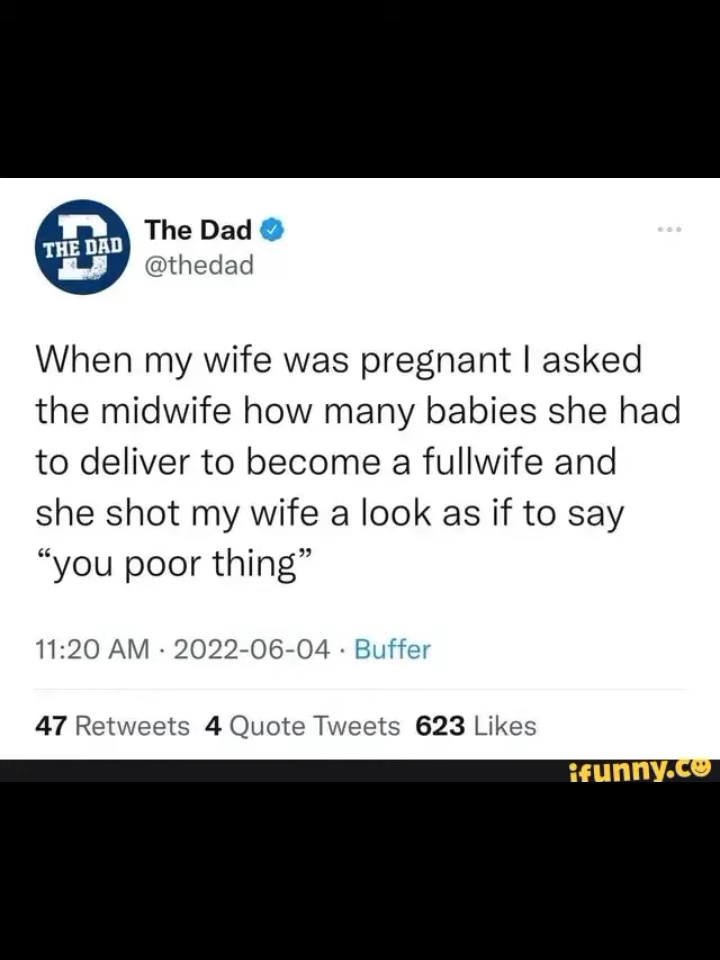 THE DAD
The Dad
@thedad
When my wife was pregnant I asked
the midwife how many babies she had
to deliver to become a fullwife and
she shot my wife a look as if to say
“you poor thing”
11:20 AM · 2022-06-04 · Buffer
47 Retweets 4 Quote Tweets 623 Likes
ifunny.co